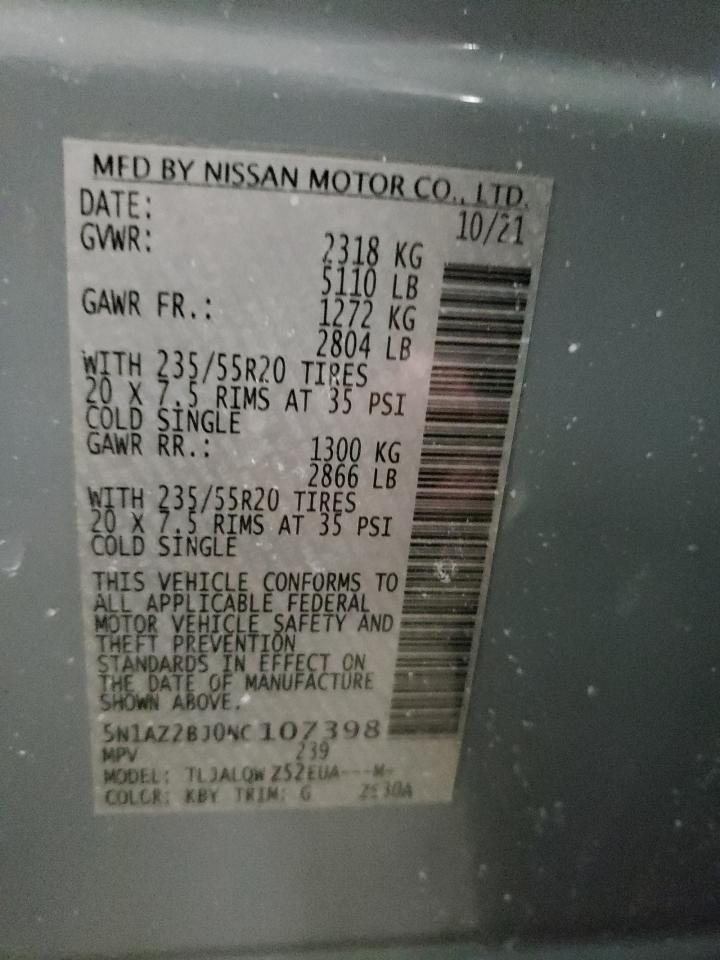 MFD BY NISSAN MOTOR CO., LTD.
DATE: 10/21
GVWR: 2318 KG
5110 LB
GAWR FR.: 1272 KG
2804 LB
WITH 235/55R20 TIRES
20 X 7.5 RIMS AT 35 PSI
COLD SINGLE
GAWR RR.: 1300 KG
2866 LB
WITH 235/55R20 TIRES
20 X 7.5 RIMS AT 35 PSI
COLD SINGLE
THIS VEHICLE CONFORMS TO
ALL APPLICABLE FEDERAL
MOTOR VEHICLE SAFETY AND
THEFT PREVENTION
STANDARDS IN EFFECT ON
THE DATE OF MANUFACTURE
SHOWN ABOVE.
5N1AZ2BJ0NC107398
MPV 239
MODEL: TLJALQW Z52EUA---M-
COLOR: KBY TRIM: G